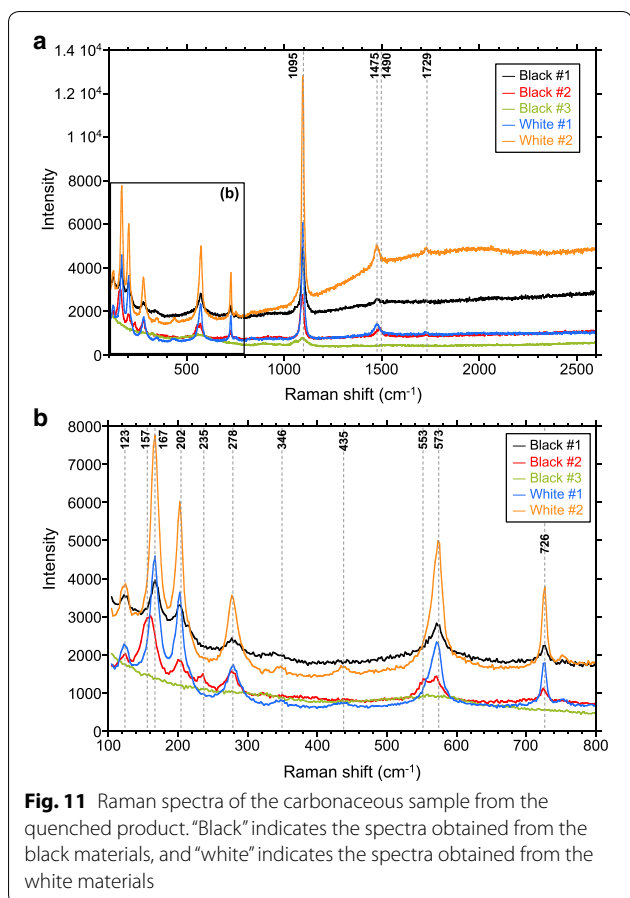 a
1.4 10⁴
1.2 10⁴
1 10⁴
8000
6000
4000
2000
0
Intensity
1095
1475
1490
1729
Black #1
Black #2
Black #3
White #1
White #2
(b)
500
1000
1500
2000
2500
Raman shift (cm⁻¹)
b
8000
7000
6000
5000
4000
3000
2000
1000
0
Intensity
123
157
167
202
235
278
346
435
553
573
726
Black #1
Black #2
Black #3
White #1
White #2
100
200
300
400
500
600
700
800
Raman shift (cm⁻¹)
Fig. 11 Raman spectra of the carbonaceous sample from the
quenched product. “Black” indicates the spectra obtained from the
black materials, and “white” indicates the spectra obtained from the
white materials